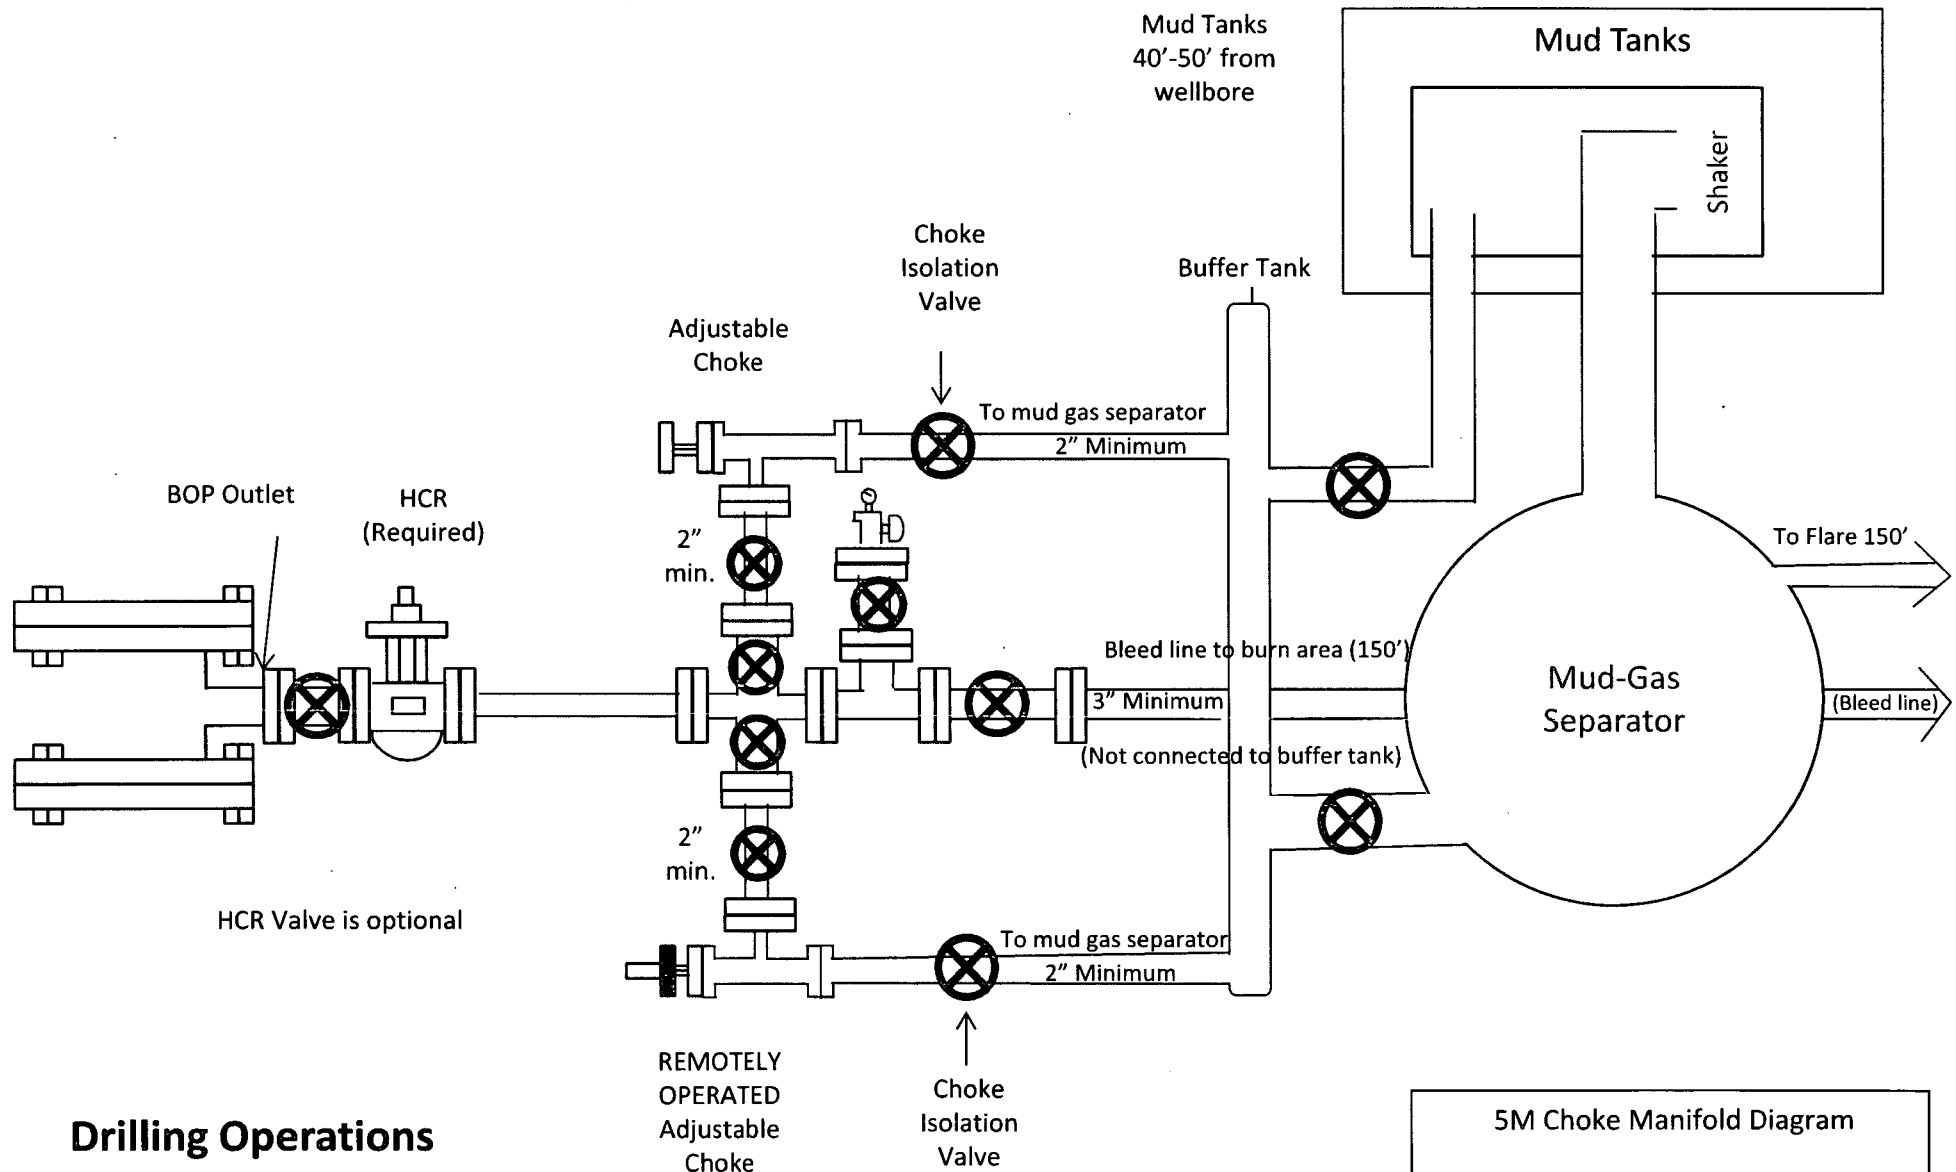 Mud Tanks
40’-50’ from
wellbore
Mud Tanks
Shaker
Choke
Isolation
Valve
Buffer Tank
Adjustable
Choke
To mud gas separator
2” Minimum
BOP Outlet
HCR
(Required)
2”
min.
To Flare 150’
Bleed line to burn area (150’)
3” Minimum
(Not connected to buffer tank)
Mud-Gas
Separator
(Bleed line)
2”
min.
HCR Valve is optional
To mud gas separator
2” Minimum
REMOTELY
OPERATED
Adjustable
Choke
Choke
Isolation
Valve
Drilling Operations
5M Choke Manifold Diagram